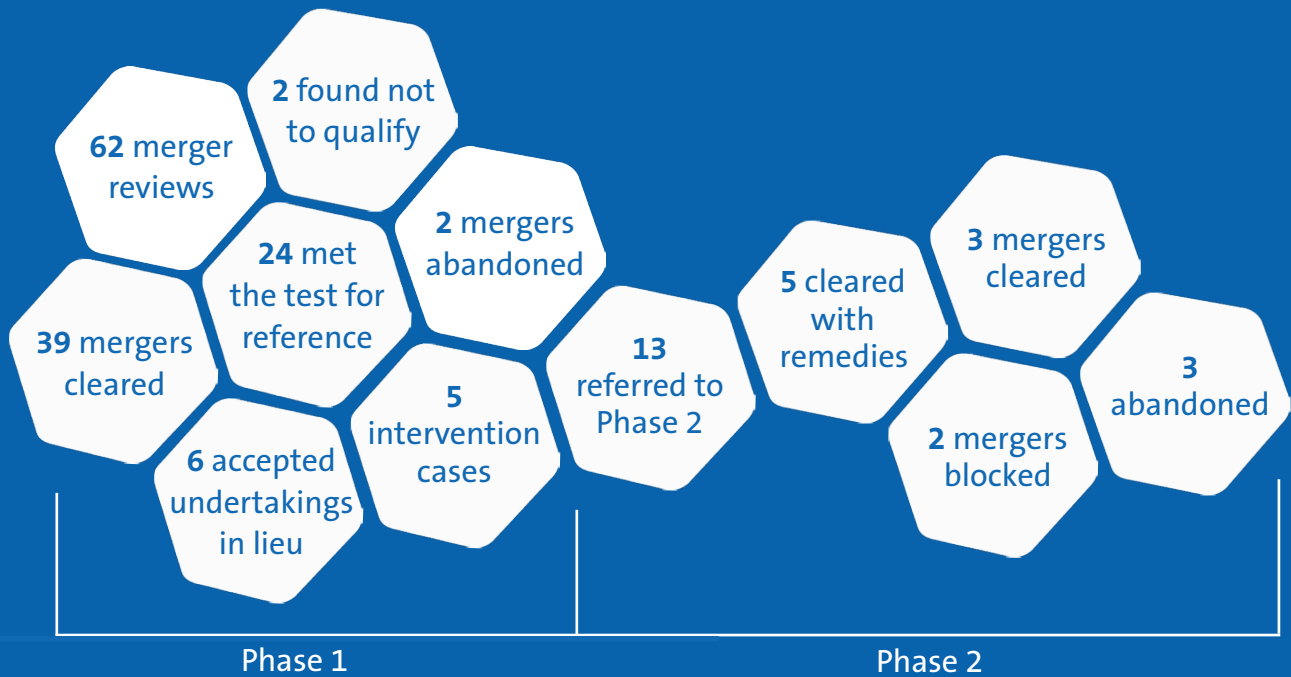 62 merger
reviews
2 found not
to qualify
39 mergers
cleared
24 met
the test for
reference
2 mergers
abandoned
6 accepted
undertakings
in lieu
5
intervention
cases
13
referred to
Phase 2
5 cleared
with
remedies
3 mergers
cleared
2 mergers
blocked
3
abandoned
Phase 1
Phase 2